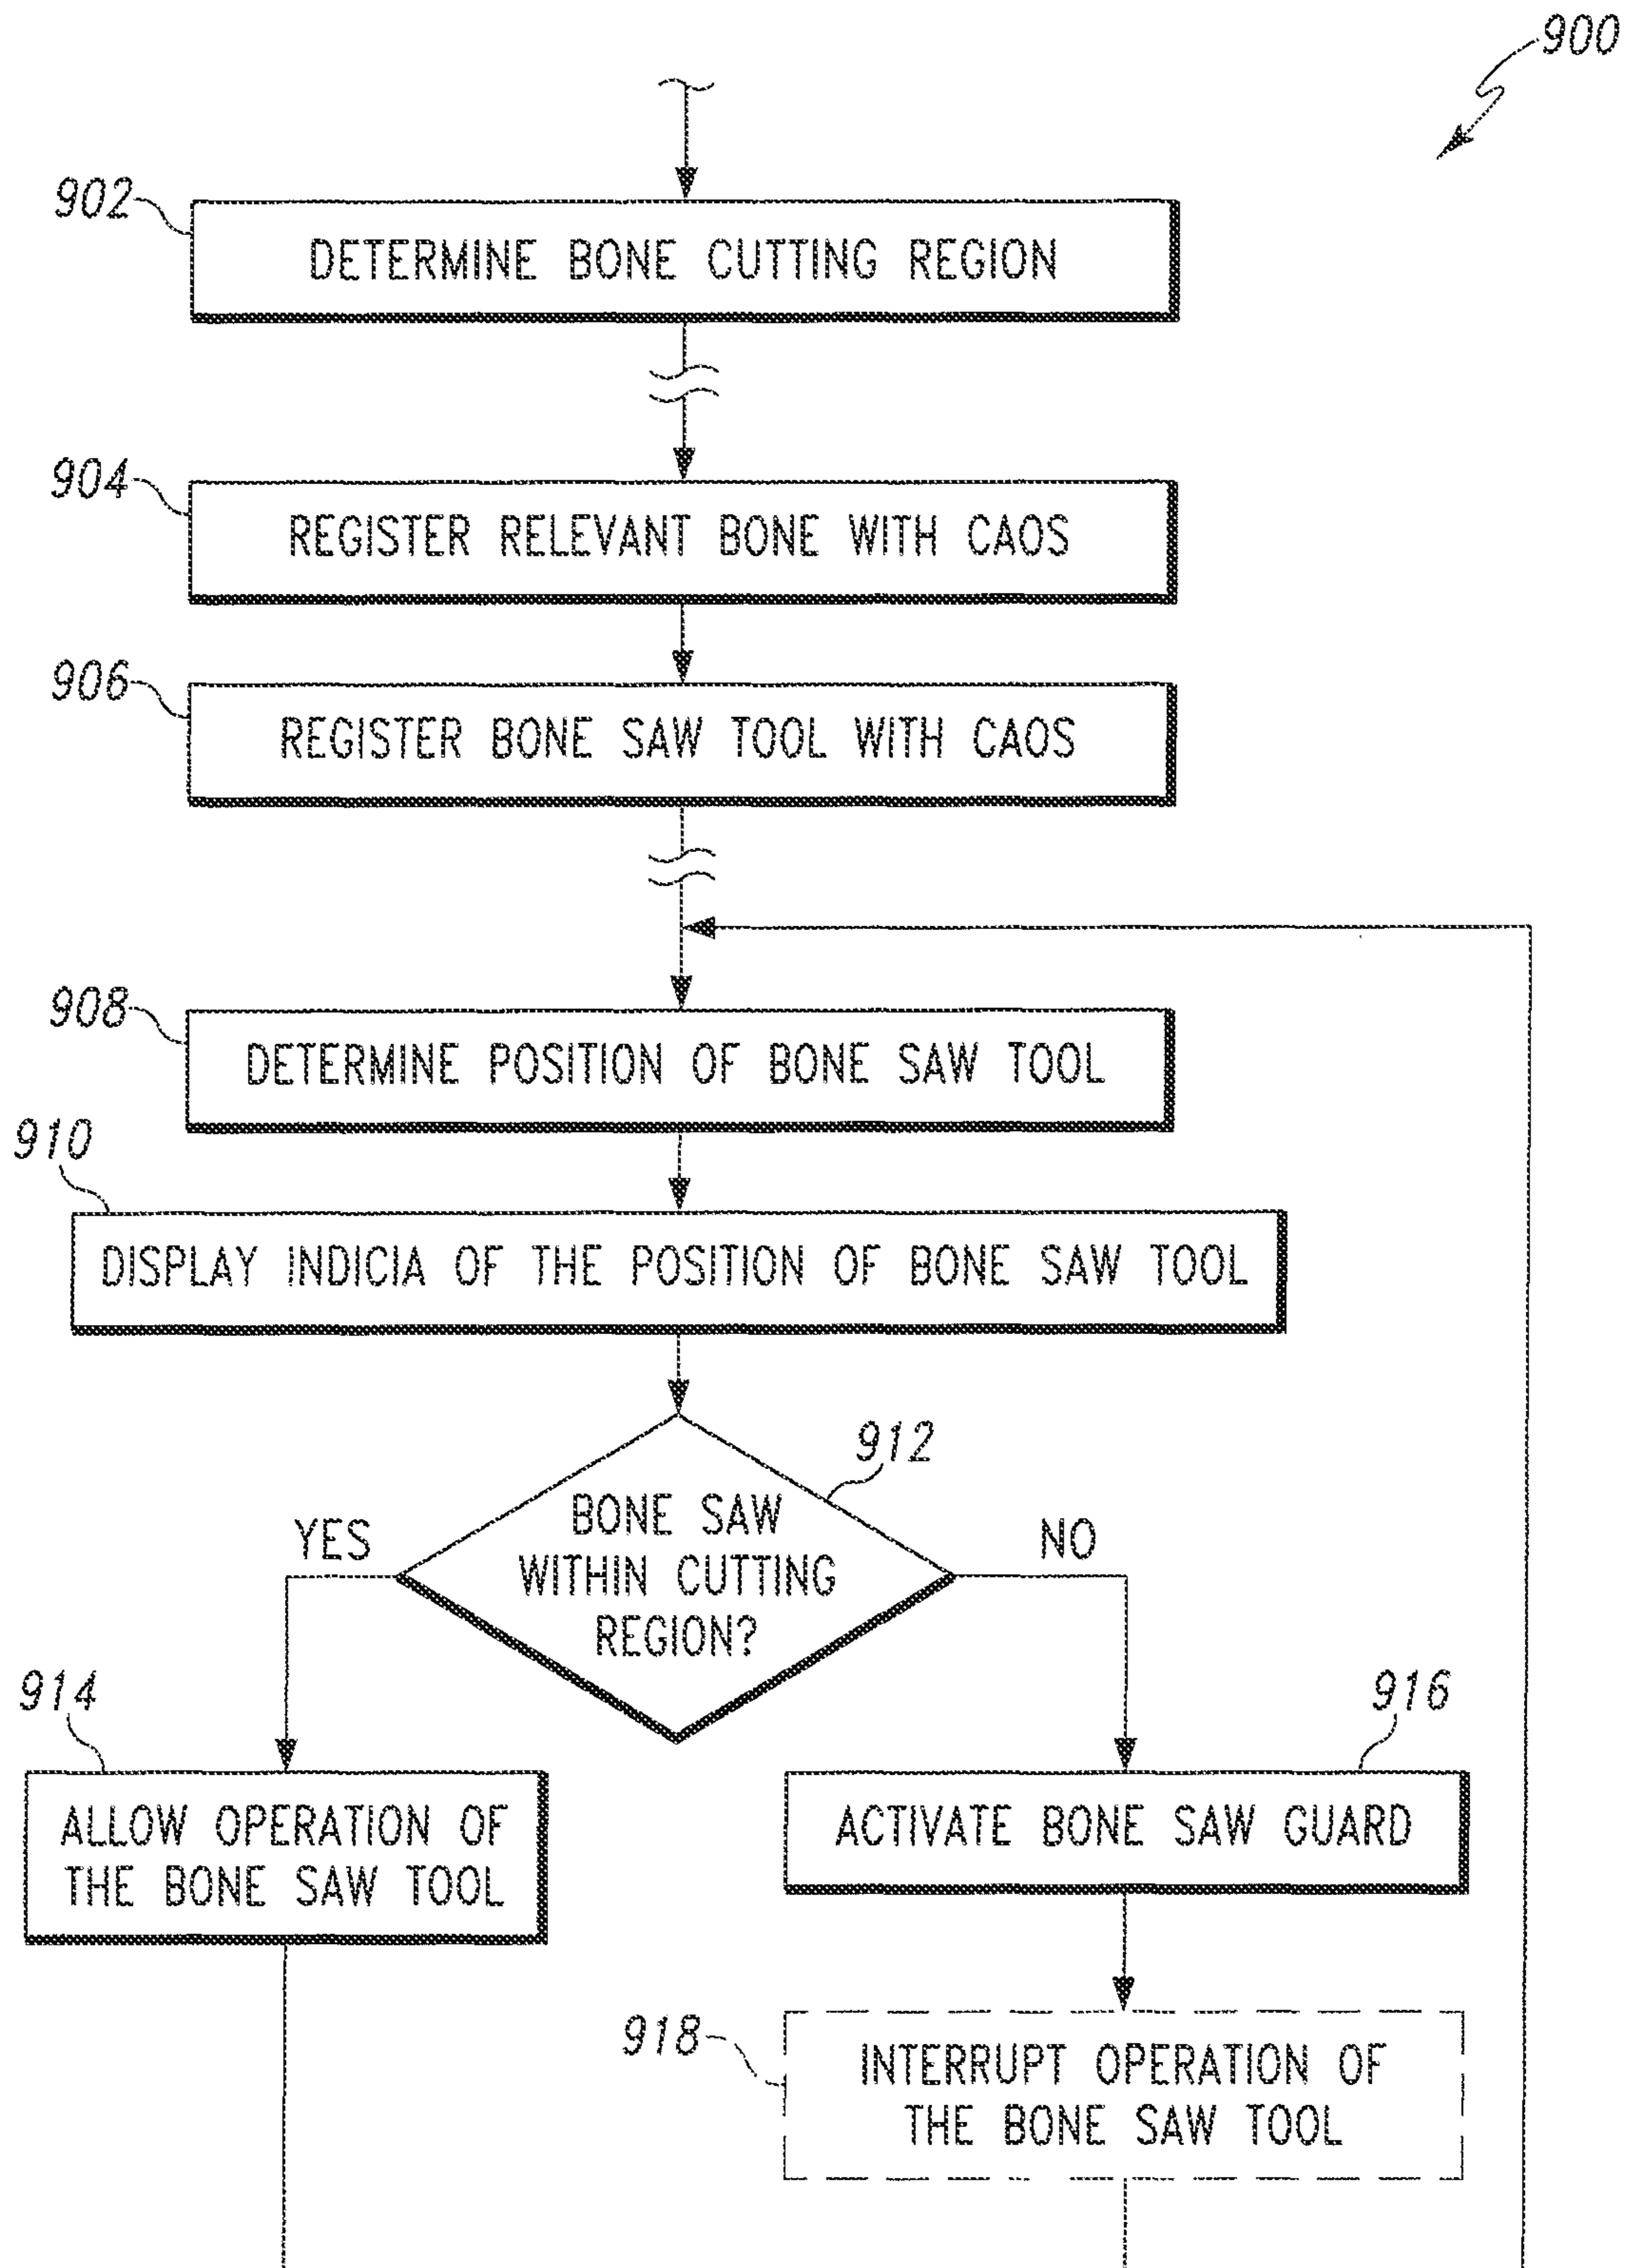 900
902
DETERMINE BONE CUTTING REGION
904
REGISTER RELEVANT BONE WITH CAOS
906
REGISTER BONE SAW TOOL WITH CAOS
908
DETERMINE POSITION OF BONE SAW TOOL
910
DISPLAY INDICIA OF THE POSITION OF BONE SAW TOOL
912
BONE SAW
WITHIN CUTTING
REGION?
YES
NO
914
ALLOW OPERATION OF
THE BONE SAW TOOL
916
ACTIVATE BONE SAW GUARD
918
INTERRUPT OPERATION OF
THE BONE SAW TOOL